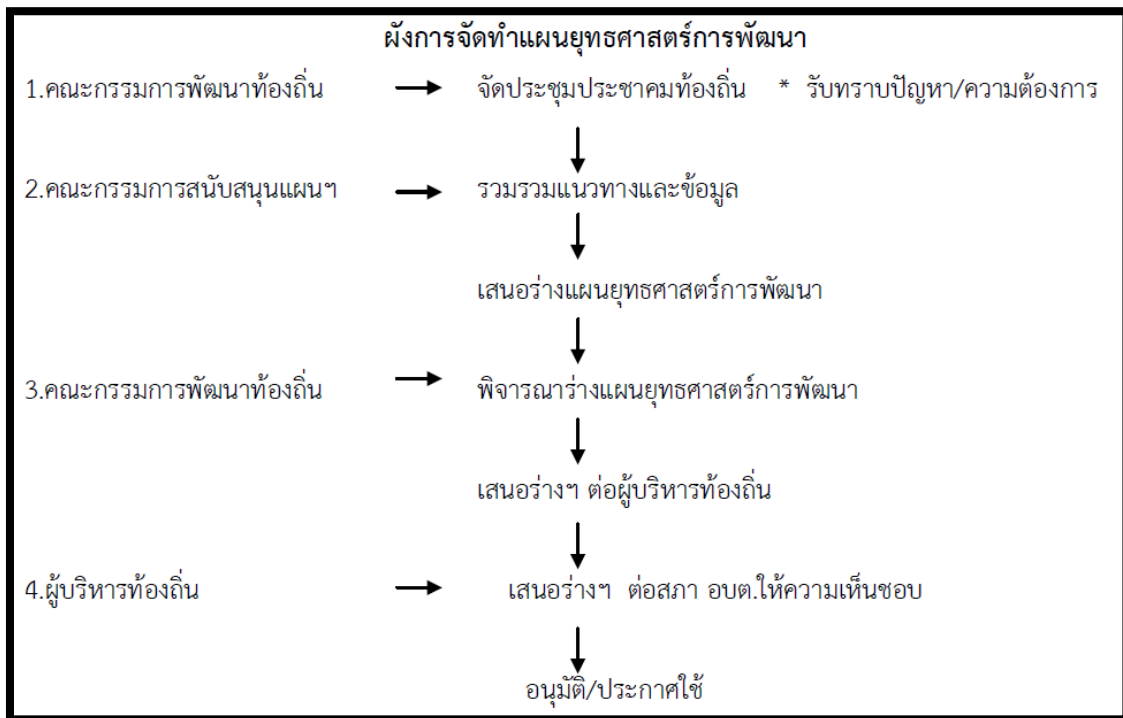 ผังการจัดทำแผนยุทธศาสตร์การพัฒนา
1.คณะกรรมการพัฒนาท้องถิ่น → จัดประชุมประชาคมท้องถิ่น * รับทราบปัญหา/ความต้องการ
2.คณะกรรมการสนับสนุนแผนฯ → รวมรวมแนวทางและข้อมูล
เสนอร่างแผนยุทธศาสตร์การพัฒนา
3.คณะกรรมการพัฒนาท้องถิ่น → พิจารณาร่างแผนยุทธศาสตร์การพัฒนา
เสนอร่างฯ ต่อผู้บริหารท้องถิ่น
4.ผู้บริหารท้องถิ่น → เสนอร่างฯ ต่อสภา อบต.ให้ความเห็นชอบ
อนุมัติ/ประกาศใช้